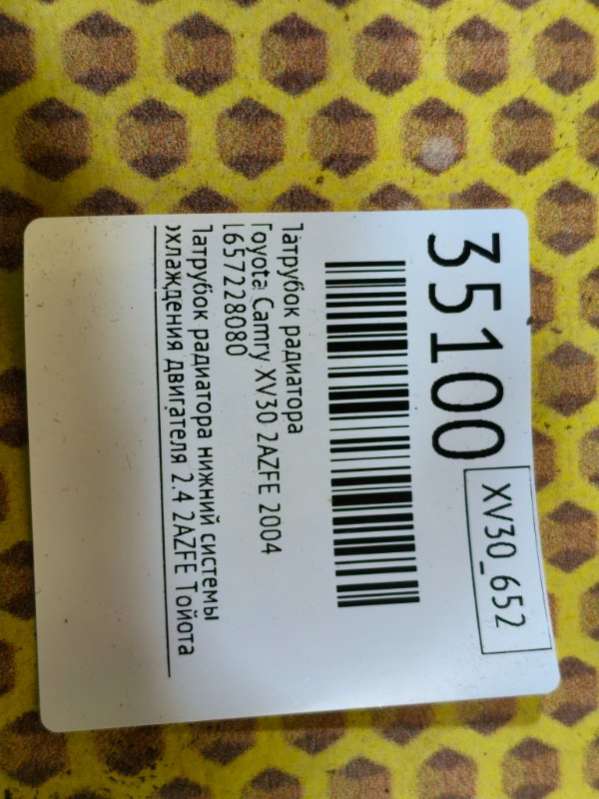 35100
XV30_652
Патрубок радиатора
Toyota Camry XV30 2AZFE 2004
1657228080
Патрубок радиатора нижний системы
охлаждения двигателя 2.4 2AZFE Тойота